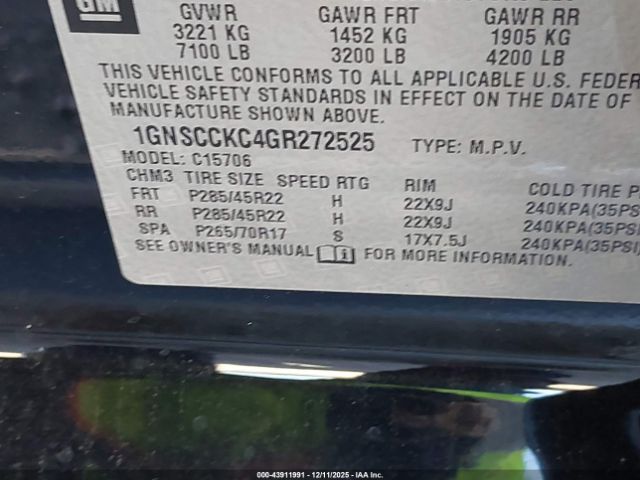 GM
GVWR GAWR FRT GAWR RR
3221 KG 1452 KG 1905 KG
7100 LB 3200 LB 4200 LB
THIS VEHICLE CONFORMS TO ALL APPLICABLE U.S. FEDER
VEHICLE SAFETY STANDARDS IN EFFECT ON THE DATE OF
MANUFACTURE SHOWN ABOVE.
1GNSCCKC4GR272525 TYPE: M.P.V.
MODEL: C15706
CHM3 TIRE SIZE SPEED RTG RIM COLD TIRE P
FRT P285/45R22 H 22X9J 240KPA(35PSI
RR P285/45R22 H 22X9J 240KPA(35PSI
SPA P265/70R17 S 17X7.5J 240KPA(35PSI)
SEE OWNER'S MANUAL i FOR MORE INFORMATION.
000-43911991 - 12/11/2025 - IAA Inc.